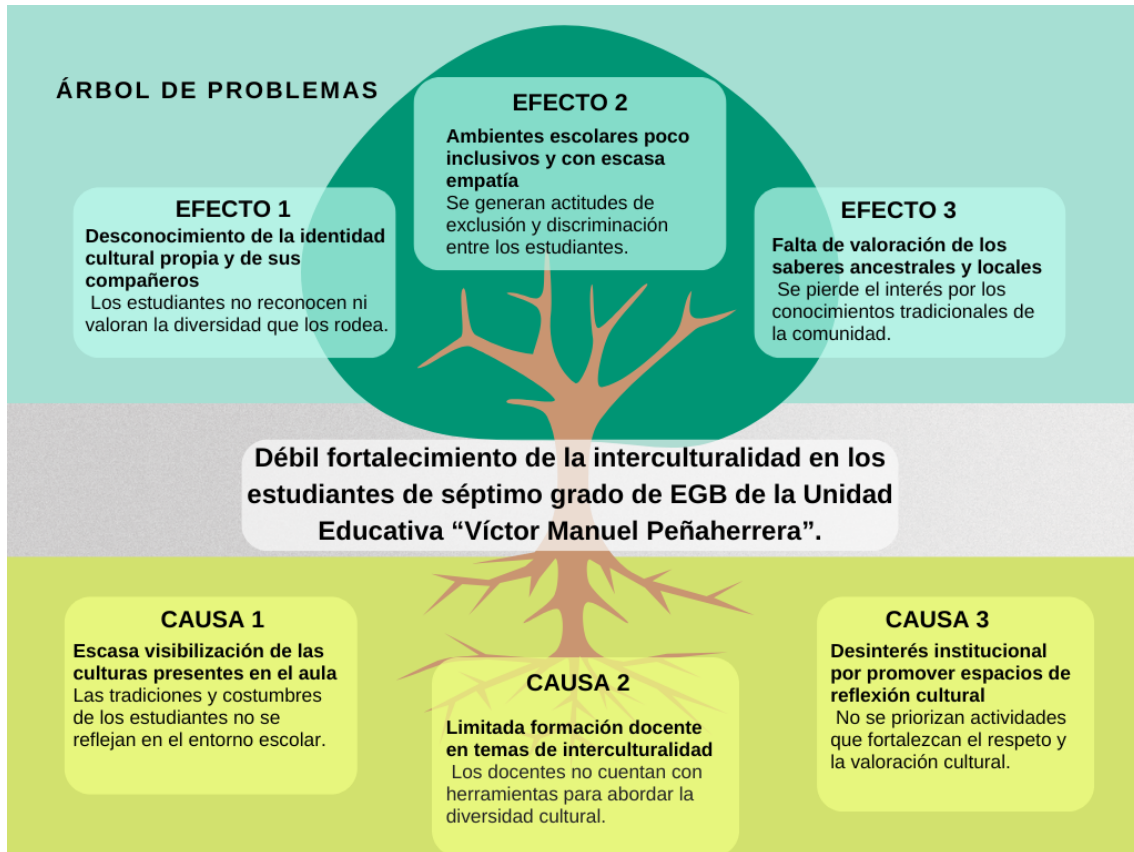 ÁRBOL DE PROBLEMAS
EFECTO 1
Desconocimiento de la identidad
cultural propia y de sus
compañeros
Los estudiantes no reconocen ni
valoran la diversidad que los rodea.
EFECTO 2
Ambientes escolares poco
inclusivos y con escasa
empatía
Se generan actitudes de
exclusión y discriminación
entre los estudiantes.
EFECTO 3
Falta de valoración de los
saberes ancestrales y locales
Se pierde el interés por los
conocimientos tradicionales de
la comunidad.
Débil fortalecimiento de la interculturalidad en los
estudiantes de séptimo grado de EGB de la Unidad
Educativa “Víctor Manuel Peñaherrera”.
CAUSA 1
Escasa visibilización de las
culturas presentes en el aula
Las tradiciones y costumbres
de los estudiantes no se
reflejan en el entorno escolar.
CAUSA 2
Limitada formación docente
en temas de interculturalidad
Los docentes no cuentan con
herramientas para abordar la
diversidad cultural.
CAUSA 3
Desinterés institucional
por promover espacios de
reflexión cultural
No se priorizan actividades
que fortalezcan el respeto y
la valoración cultural.